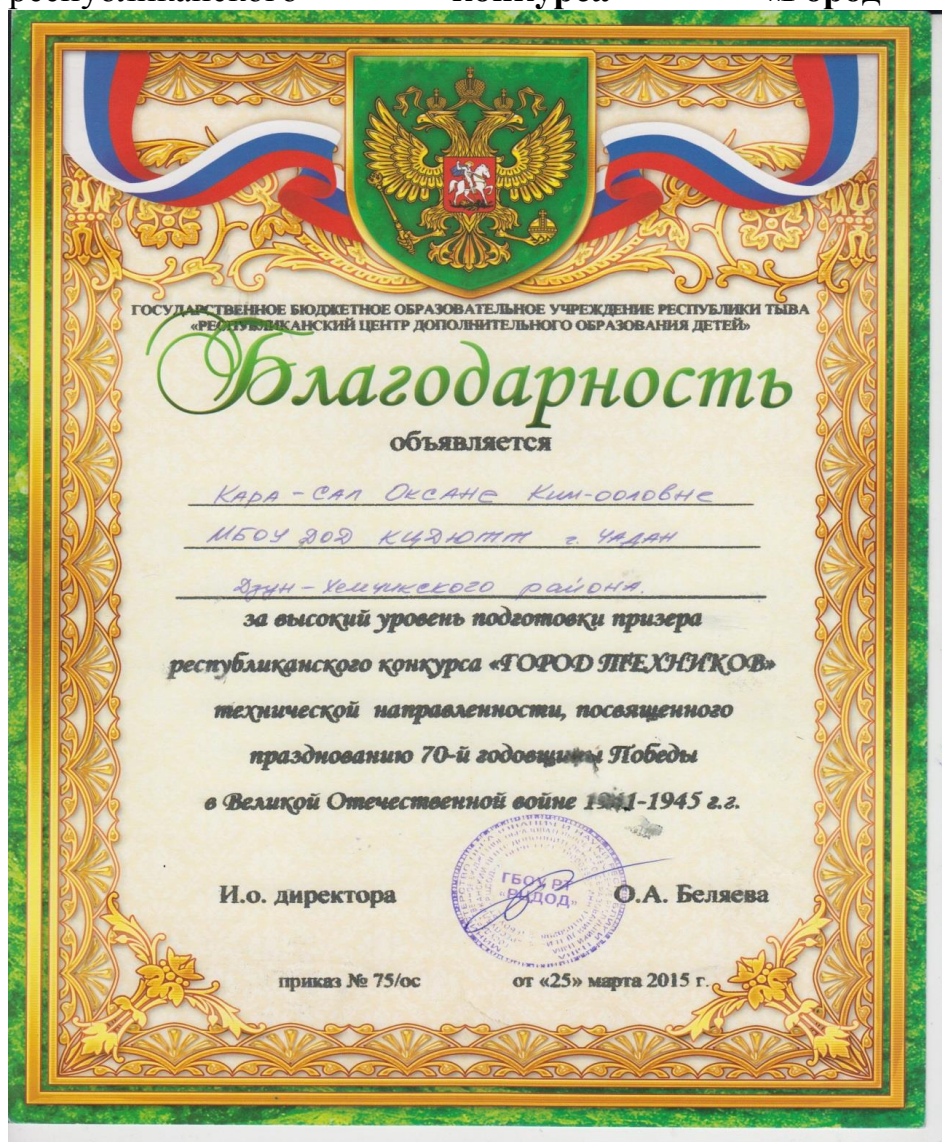 республиканского конкурса «Город
ГОСУДАРСТВЕННОЕ БЮДЖЕТНОЕ ОБРАЗОВАТЕЛЬНОЕ УЧРЕЖДЕНИЕ РЕСПУБЛИКИ ТЫВА
«РЕСПУБЛИКАНСКИЙ ЦЕНТР ДОПОЛНИТЕЛЬНОГО ОБРАЗОВАНИЯ ДЕТЕЙ»
Благодарность
объявляется
Кара-сал Оксане Ким-ооловне
МБОУ ДОД КЦДЮТТ г. ЧАДАН
Дзун-Хемчикского района.
за высокий уровень подготовки призера
республиканского конкурса «ГОРОД ТЕХНИКОВ»
технической направленности, посвященного
празднованию 70-й годовщины Победы
в Великой Отечественной войне 1941-1945 г.г.
ГБОУ РТ
«РЦДОД»
И.о. директора О.А. Беляева
приказ № 75/ос от «25» марта 2015 г.